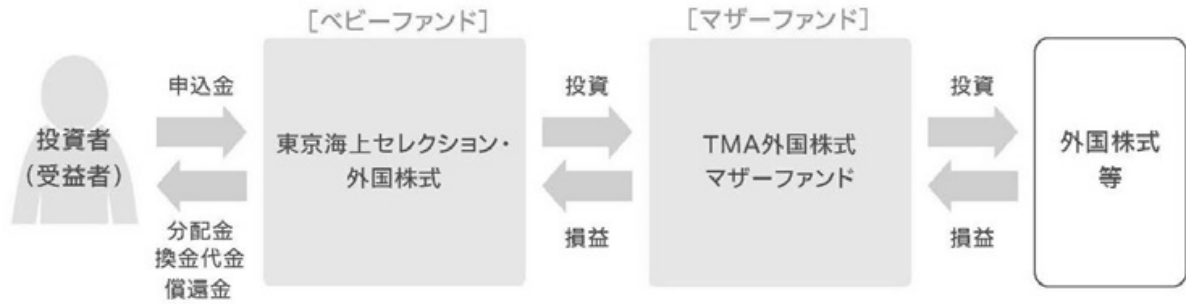 [ベビーファンド]
[マザーファンド]
投資者
(受益者)
申込金
分配金
換金代金
償還金
東京海上セレクション・
外国株式
投資
損益
TMA外国株式
マザーファンド
投資
損益
外国株式
等